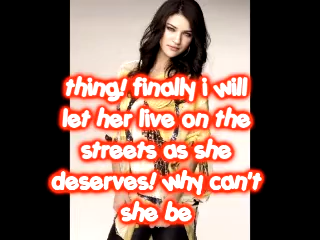 thing! finally i will
let her live on the
streets as she
deserves! why can't
she be